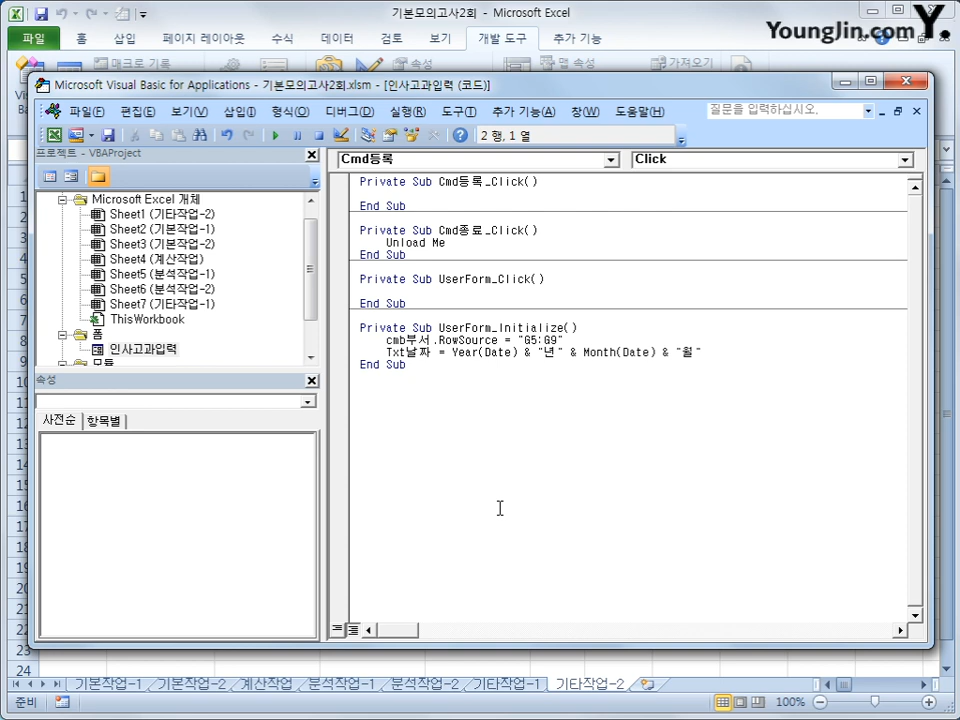 기본모의고사2회 - Microsoft Excel
Younglin.com Y.
파일 홈 삽입 페이지 레이아웃 수식 데이터 검토 보기 개발 도구 추가 기능
매크로 기록 속성 맵 속성 가져오기
Microsoft Visual Basic for Applications - 기본모의고사2회.xlsm - [인사고과입력 (코드)]
파일(F) 편집(E) 보기(V) 삽입(I) 형식(O) 디버그(D) 실행(R) 도구(T) 추가 기능(A) 창(W) 도움말(H) 질문을 입력하십시오.
2 행, 1 열
프로젝트 - VBAProject
Cmd등록 Click
Microsoft Excel 개체
Sheet1 (기타작업-2)
Sheet2 (기본작업-1)
Sheet3 (기본작업-2)
Sheet4 (계산작업)
Sheet5 (분석작업-1)
Sheet6 (분석작업-2)
Sheet7 (기타작업-1)
ThisWorkbook
폼
인사고과입력
모듈
속성
사전순 항목별
Private Sub Cmd등록_Click()
End Sub
Private Sub Cmd종료_Click()
Unload Me
End Sub
Private Sub UserForm_Click()
End Sub
Private Sub UserForm_Initialize()
cmb부서.RowSource = "G5:G9"
Txt날짜 = Year(Date) & "년" & Month(Date) & "월"
End Sub
23
24
기본작업-1 기본작업-2 계산작업 분석작업-1 분석작업-2 기타작업-1 기타작업-2
준비 100%